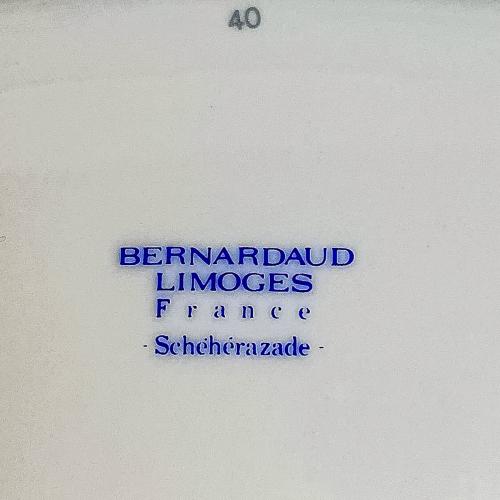 40
BERNARDAUD
LIMOGES
France
- Schéhérazade -